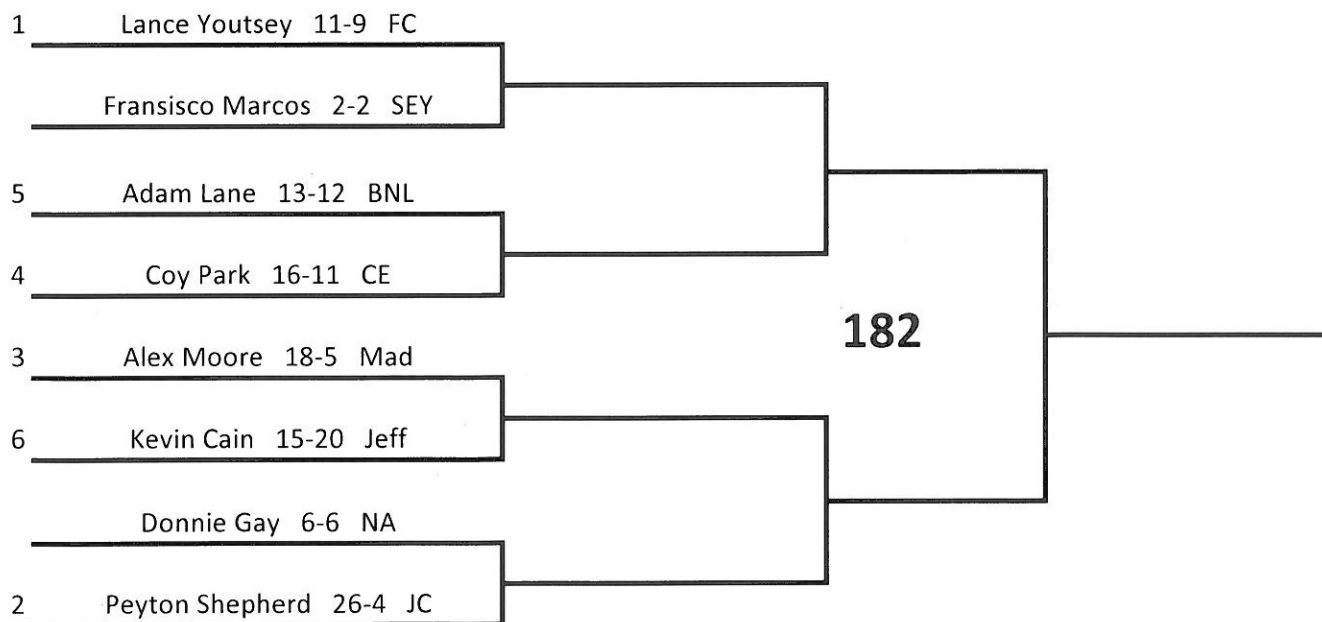 1 Lance Youtsey 11-9 FC
Fransisco Marcos 2-2 SEY
5 Adam Lane 13-12 BNL
4 Coy Park 16-11 CE
182
3 Alex Moore 18-5 Mad
6 Kevin Cain 15-20 Jeff
Donnie Gay 6-6 NA
2 Peyton Shepherd 26-4 JC